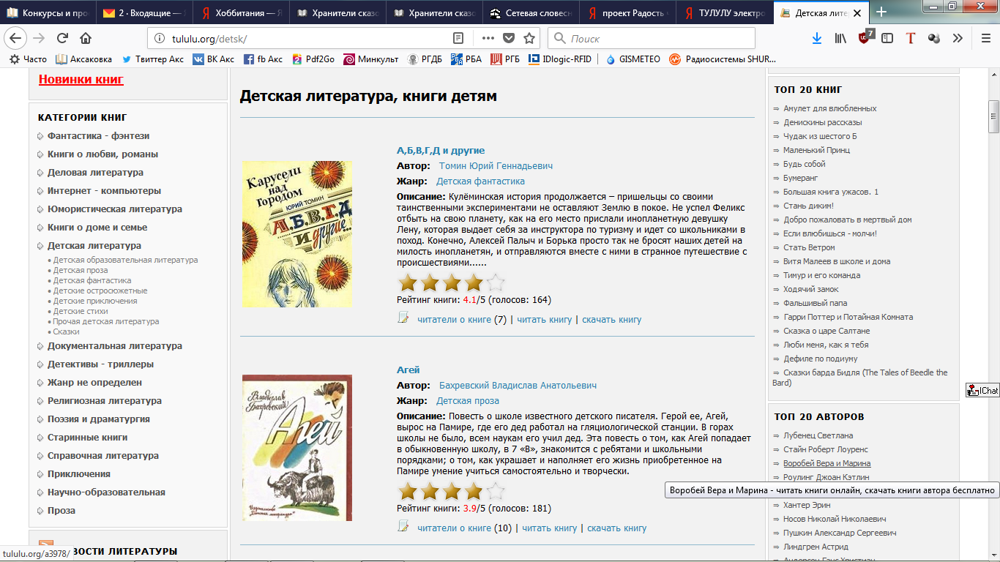 Конкурсы и прo
2 · Входящие —
Хоббитания — Я
Хранители сказо
Хранители сказо
Сетевая словесн
проект Радость ч
ТУЛУЛУ электро
Детская лите
tululu.org/detsk/
Поиск
7
Часто
Аксаковка
Твиттер Акс
ВК Акс
fb Акс
Pdf2Go
Минкульт
РГДБ
РБА
РГБ
IDlogic-RFID
GISMETEO
Радиосистемы SHUR...
Новинки книг
КАТЕГОРИИ КНИГ
Фантастика - фэнтези
Книги о любви, романы
Деловая литература
Интернет - компьютеры
Юмористическая литература
Книги о доме и семье
Детская литература
• Детская образовательная литература
• Детская проза
• Детская фантастика
• Детские остросюжетные
• Детские приключения
• Детские стихи
• Прочая детская литература
• Сказки
Документальная литература
Детективы - триллеры
Жанр не определен
Религиозная литература
Поэзия и драматургия
Старинные книги
Справочная литература
Приключения
Научно-образовательная
Проза
ВОСТИ ЛИТЕРАТУРЫ
tululu.org/a3978/
Детская литература, книги детям
Карусели
над
Городом
ЮРИЙ ТОМИН
А.Б.В.Г.Д
и другие...
А,Б,В,Г,Д и другие
Автор: Томин Юрий Геннадьевич
Жанр: Детская фантастика
Описание: Кулёминская история продолжается – пришельцы со своими
таинственными экспериментами не оставляют Землю в покое. Не успел Феликс
отбыть на свою планету, как на его место прислали инопланетную девушку
Лену, которая выдает себя за инструктора по туризму и идет со школьниками в
поход. Конечно, Алексей Палыч и Борька просто так не бросят наших детей на
милость инопланетян, и отправляются вместе с ними в странное путешествие с
происшествиями......
Рейтинг книги: 4.1/5 (голосов: 164)
читатели о книге (7) | читать книгу | скачать книгу
Владислав
Бахревский
Агей
Агей
Автор: Бахревский Владислав Анатольевич
Жанр: Детская проза
Описание: Повесть о школе известного детского писателя. Герой ее, Агей,
вырос на Памире, где его дед работал на гляциологической станции. В горах
школы не было, всем наукам его учил дед. Эта повесть о том, как Агей попадает
в обыкновенную школу, в 7 «В», знакомится с ребятами и школьными
порядками; о том, как украшает и наполняет его жизнь приобретенное на
Памире умение учиться самостоятельно и творчески.
Рейтинг книги: 3.9/5 (голосов: 181)
читатели о книге (10) | читать книгу | скачать книгу
ТОП 20 КНИГ
⇒ Амулет для влюбленных
⇒ Денискины рассказы
⇒ Чудак из шестого Б
⇒ Маленький Принц
⇒ Будь собой
⇒ Бумеранг
⇒ Большая книга ужасов. 1
⇒ Стань диким!
⇒ Добро пожаловать в мертвый дом
⇒ Если влюбишься - молчи!
⇒ Стать Ветром
⇒ Витя Малеев в школе и дома
⇒ Тимур и его команда
⇒ Ходячий замок
⇒ Фальшивый папа
⇒ Гарри Поттер и Потайная Комната
⇒ Сказка о царе Салтане
⇒ Люби меня, как я тебя
⇒ Дефиле по подиуму
⇒ Сказки барда Бидля (The Tales of Beedle the
Bard)
IChat
ТОП 20 АВТОРОВ
⇒ Лубенец Светлана
⇒ Стайн Роберт Лоуренс
⇒ Воробей Вера и Марина
⇒ Роулинг Джоан Кэтлин
Воробей Вера и Марина - читать книги онлайн, скачать книги автора бесплатно
⇒ Хантер Эрин
⇒ Носов Николай Николаевич
⇒ Пушкин Александр Сергеевич
⇒ Линдгрен Астрид
⇒ Андерсен Ганс Христиан